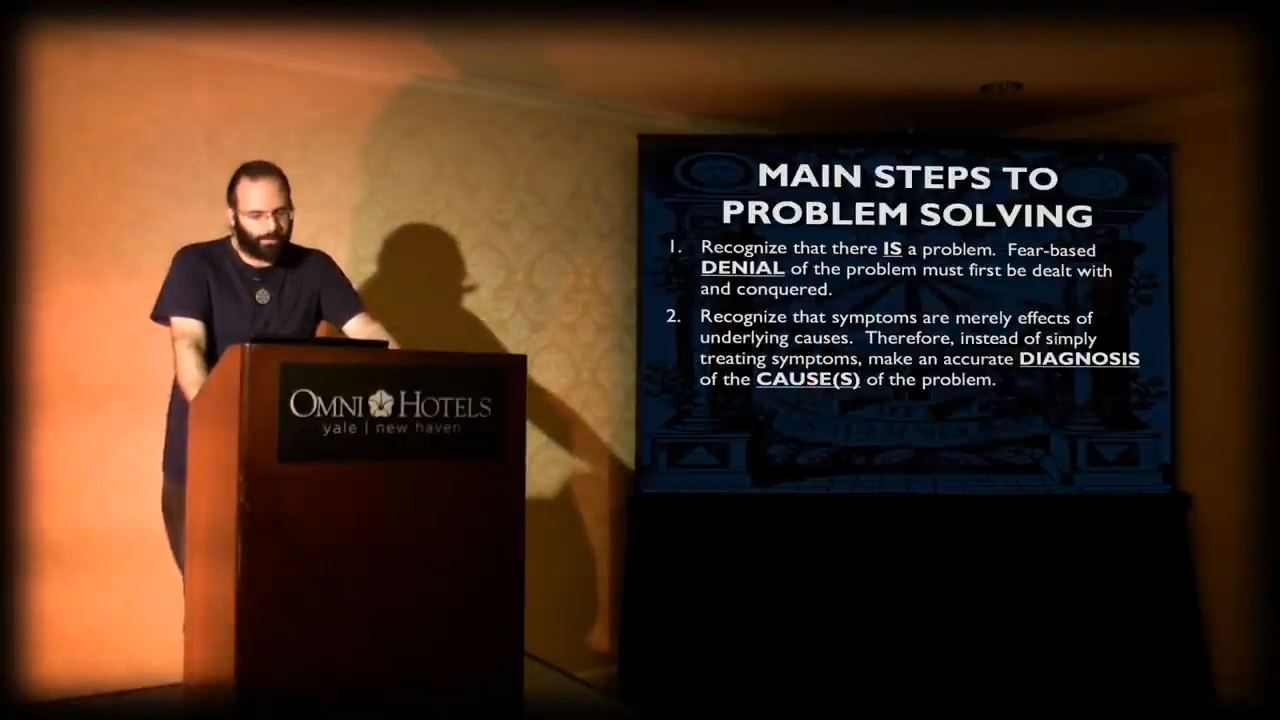 MAIN STEPS TO
PROBLEM SOLVING
1. Recognize that there IS a problem. Fear-based
DENIAL of the problem must first be dealt with
and conquered.
2. Recognize that symptoms are merely effects of
underlying causes. Therefore, instead of simply
treating symptoms, make an accurate DIAGNOSIS
of the CAUSE(S) of the problem.
OMNI HOTELS
yale | new haven